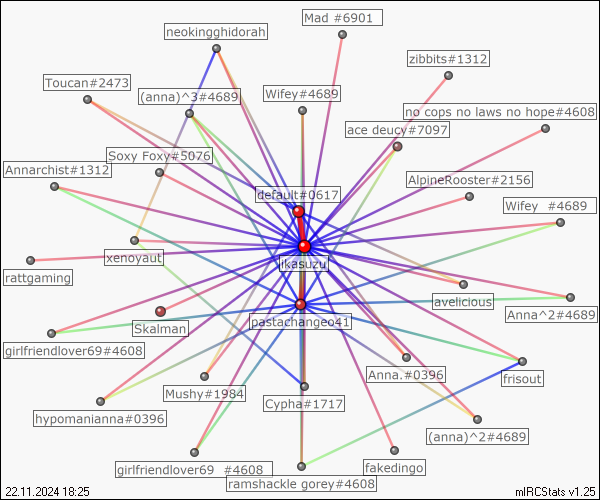 Mad #6901
neokingghidorah
zibbits#1312
Toucan#2473
(anna)^3#4689
Wifey#4689
no cops no laws no hope#4608
ace deucy#7097
Soxy Foxy#5076
Annarchist#1312
AlpineRooster#2156
default#0617
Wifey #4689
xenoyaut
jikasuzu
rattgaming
avelicious
Anna^2#4689
Skalman
pastachangeo41
girlfriendlover69#4608
Anna.#0396
frisout
Mushy#1984
Cypha#1717
hypomanianna#0396
(anna)^2#4689
girlfriendlover69 #4608
fakedingo
ramshackle gorey#4608
22.11.2024 18:25
mIRCStats v1.25